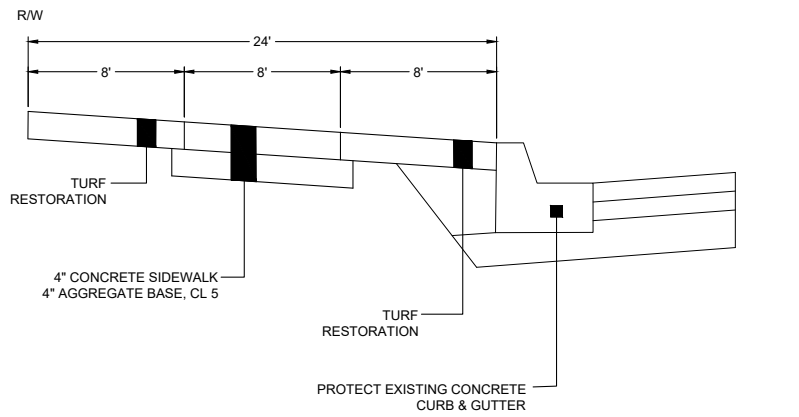 R/W
24'
8'
8'
8'
TURF
RESTORATION
4" CONCRETE SIDEWALK
4" AGGREGATE BASE, CL 5
TURF
RESTORATION
PROTECT EXISTING CONCRETE
CURB & GUTTER